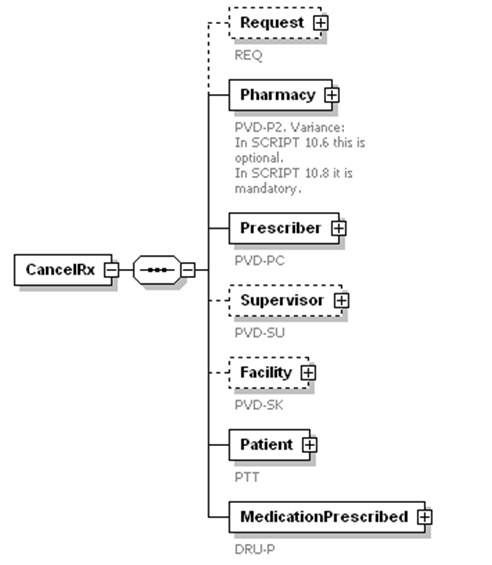 Request
REQ
Pharmacy
PVD-P2. Variance:
In SCRIPT 10.6 this is
optional.
In SCRIPT 10.8 it is
mandatory.
Prescriber
PVD-PC
CancelRx
Supervisor
PVD-SU
Facility
PVD-SK
Patient
PTT
MedicationPrescribed
DRU-P